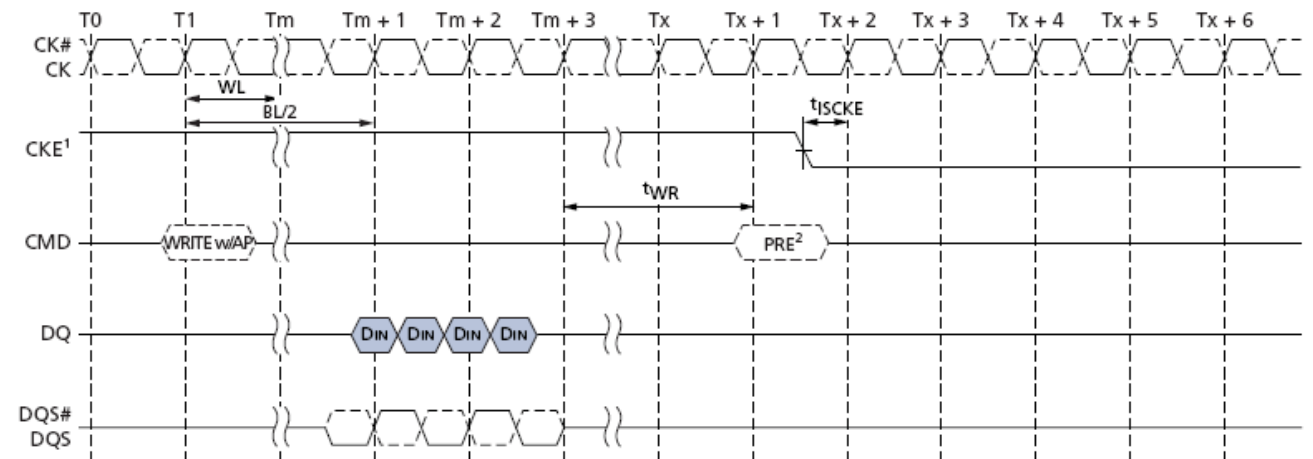 T0 T1 Tm Tm + 1 Tm + 2 Tm + 3 Tx Tx + 1 Tx + 2 Tx + 3 Tx + 4 Tx + 5 Tx + 6
CK#
CK
WL
BL/2
tISCKE
CKE1
tWR
CMD WRITE w/AP PRE2
DQ DIN DIN DIN DIN
DQS#
DQS